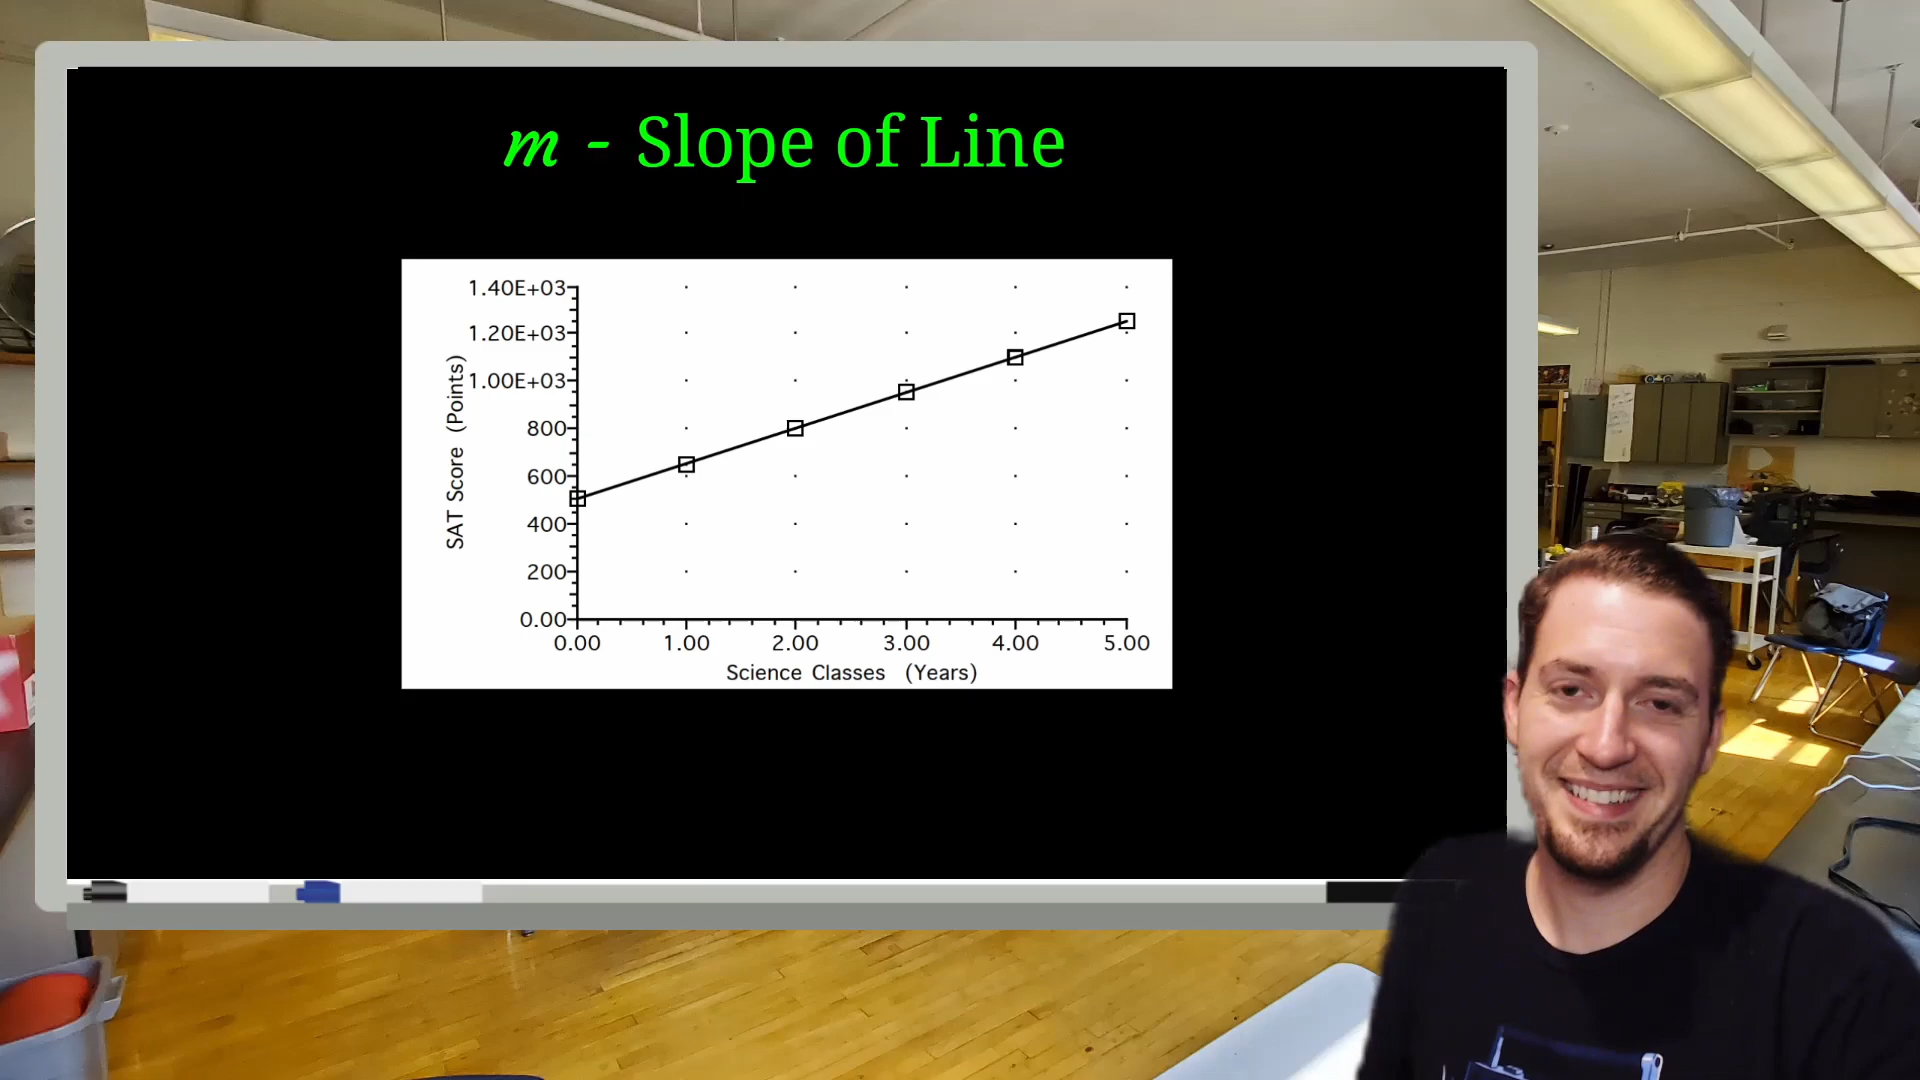 m - Slope of Line
1.40E+03
1.20E+03
1.00E+03
800
600
400
200
0.00
SAT Score (Points)
0.00 1.00 2.00 3.00 4.00 5.00
Science Classes (Years)